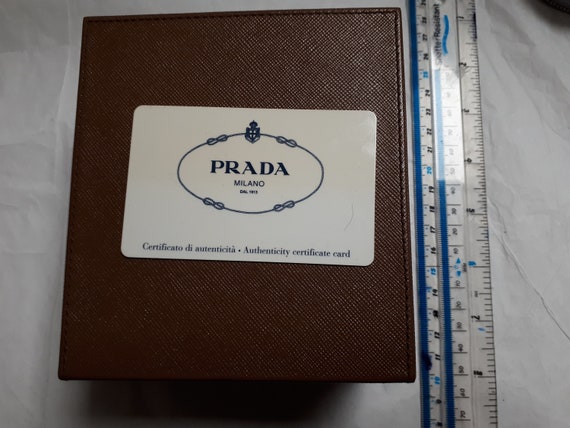 PRADA
MILANO
DAL 1913
Certificato di autenticità • Authenticity certificate card